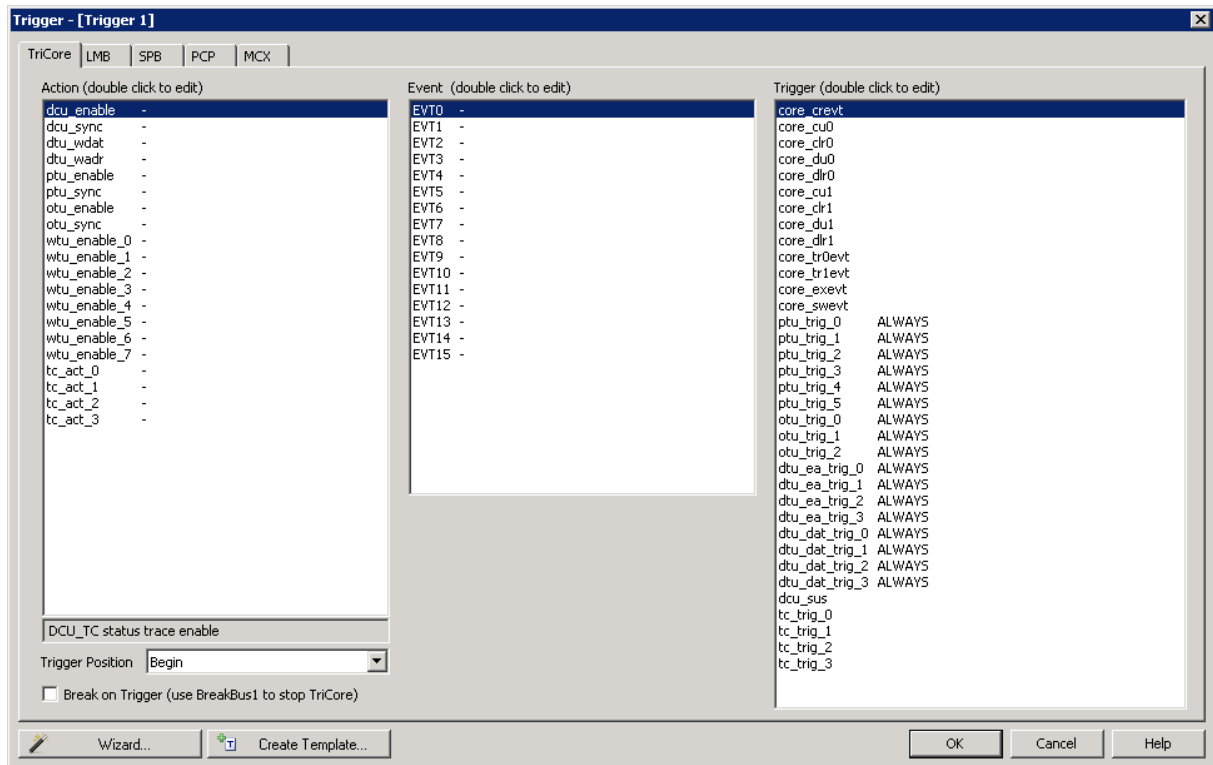 Trigger - [Trigger 1]
TriCore LMB SPB PCP MCX
Action (double click to edit)
dcu_enable -
dcu_sync -
dtu_wdat -
dtu_wadr -
ptu_enable -
ptu_sync -
otu_enable -
otu_sync -
wtu_enable_0 -
wtu_enable_1 -
wtu_enable_2 -
wtu_enable_3 -
wtu_enable_4 -
wtu_enable_5 -
wtu_enable_6 -
wtu_enable_7 -
tc_act_0 -
tc_act_1 -
tc_act_2 -
tc_act_3 -
DCU_TC status trace enable
Trigger Position Begin
Break on Trigger (use BreakBus1 to stop TriCore)
Event (double click to edit)
EVT0 -
EVT1 -
EVT2 -
EVT3 -
EVT4 -
EVT5 -
EVT6 -
EVT7 -
EVT8 -
EVT9 -
EVT10 -
EVT11 -
EVT12 -
EVT13 -
EVT14 -
EVT15 -
Trigger (double click to edit)
core_crevt
core_cu0
core_clr0
core_du0
core_dlr0
core_cu1
core_clr1
core_du1
core_dlr1
core_tr0evt
core_tr1evt
core_exevt
core_swevt
ptu_trig_0 ALWAYS
ptu_trig_1 ALWAYS
ptu_trig_2 ALWAYS
ptu_trig_3 ALWAYS
ptu_trig_4 ALWAYS
ptu_trig_5 ALWAYS
otu_trig_0 ALWAYS
otu_trig_1 ALWAYS
otu_trig_2 ALWAYS
dtu_ea_trig_0 ALWAYS
dtu_ea_trig_1 ALWAYS
dtu_ea_trig_2 ALWAYS
dtu_ea_trig_3 ALWAYS
dtu_dat_trig_0 ALWAYS
dtu_dat_trig_1 ALWAYS
dtu_dat_trig_2 ALWAYS
dtu_dat_trig_3 ALWAYS
dcu_sus
tc_trig_0
tc_trig_1
tc_trig_2
tc_trig_3
Wizard... Create Template... OK Cancel Help